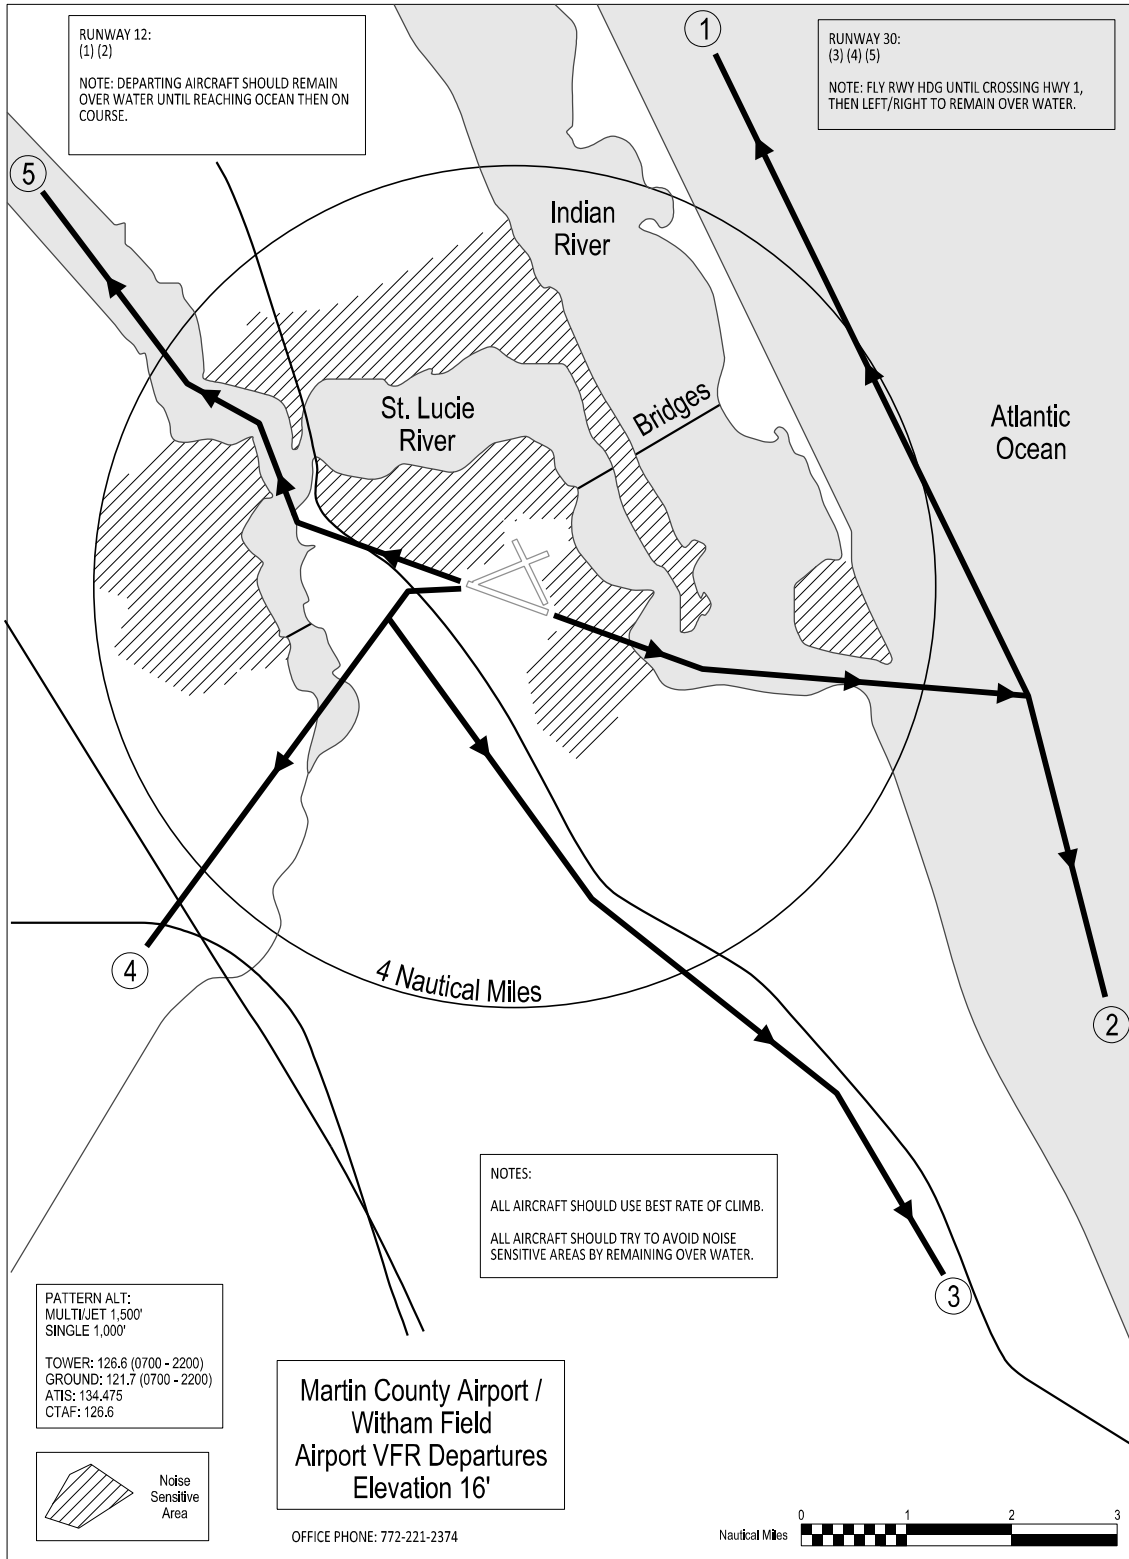 RUNWAY 12:
(1) (2)
NOTE: DEPARTING AIRCRAFT SHOULD REMAIN
OVER WATER UNTIL REACHING OCEAN THEN ON
COURSE.
1
RUNWAY 30:
(3) (4) (5)
NOTE: FLY RWY HDG UNTIL CROSSING HWY 1,
THEN LEFT/RIGHT TO REMAIN OVER WATER.
5
Indian
River
St. Lucie
River
Bridges
Atlantic
Ocean
4
4 Nautical Miles
2
NOTES:
ALL AIRCRAFT SHOULD USE BEST RATE OF CLIMB.
ALL AIRCRAFT SHOULD TRY TO AVOID NOISE
SENSITIVE AREAS BY REMAINING OVER WATER.
3
PATTERN ALT:
MULTI/JET 1,500'
SINGLE 1,000'
TOWER: 126.6 (0700 - 2200)
GROUND: 121.7 (0700 - 2200)
ATIS: 134.475
CTAF: 126.6
Martin County Airport /
Witham Field
Airport VFR Departures
Elevation 16'
Noise
Sensitive
Area
OFFICE PHONE: 772-221-2374
Nautical Miles
0 1 2 3